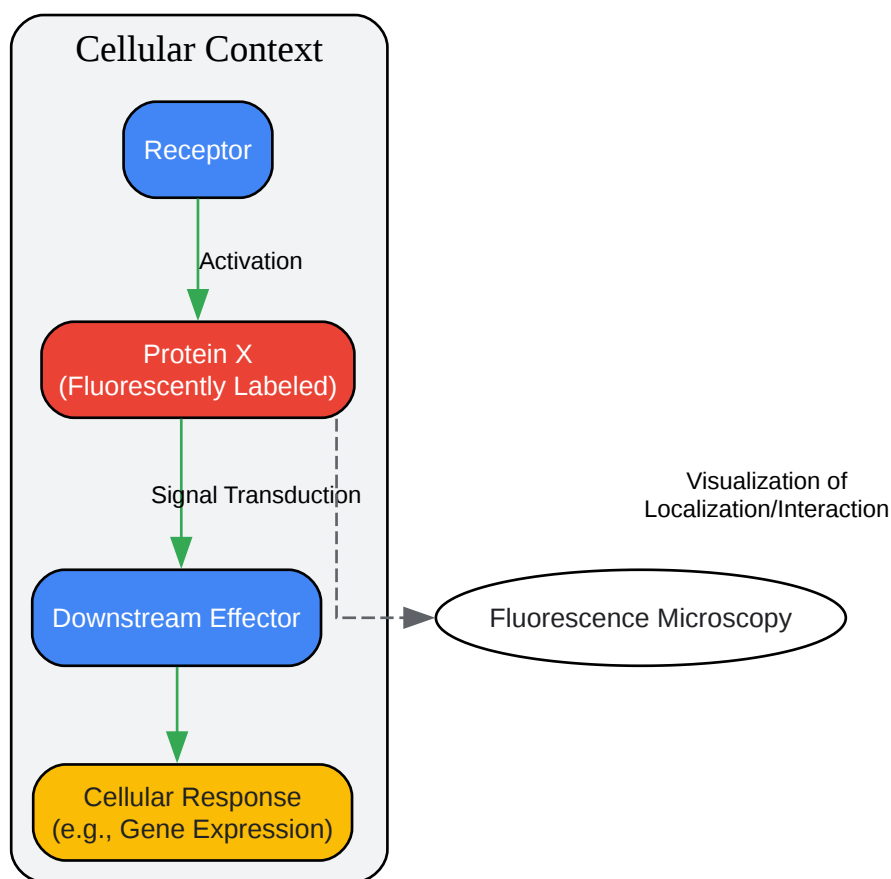 Cellular Context
Receptor
Activation
Protein X
(Fluorescently Labeled)
Signal Transduction
Visualization of
Localization/Interaction
Downstream Effector
Fluorescence Microscopy
Cellular Response
(e.g., Gene Expression)